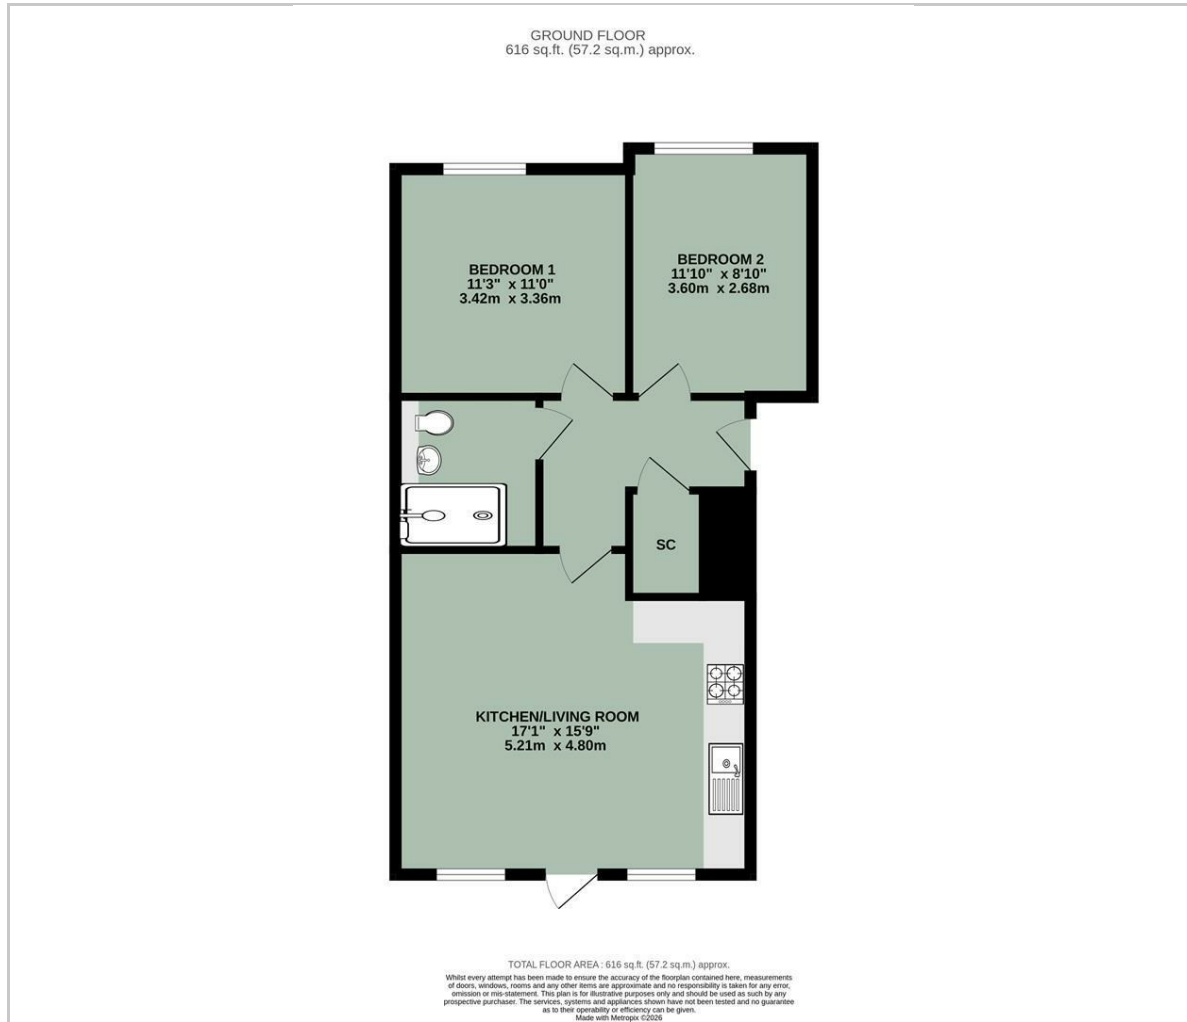 GROUND FLOOR
616 sq.ft. (57.2 sq.m.) approx.
BEDROOM 2
11'10" x 8'10"
3.60m x 2.68m
BEDROOM 1
11'3" x 11'0"
3.42m x 3.36m
SC
KITCHEN/LIVING ROOM
17'1" x 15'9"
5.21m x 4.80m
TOTAL FLOOR AREA : 616 sq.ft. (57.2 sq.m.) approx.
Whilst every attempt has been made to ensure the accuracy of the floorplan contained here, measurements
of doors, windows, rooms and any other items are approximate and no responsibility is taken for any error,
omission or mis-statement. This plan is for illustrative purposes only and should be used as such by any
prospective purchaser. The services, systems and appliances shown have not been tested and no guarantee
as to their operability or efficiency can be given.
Made with Metropix ©2026